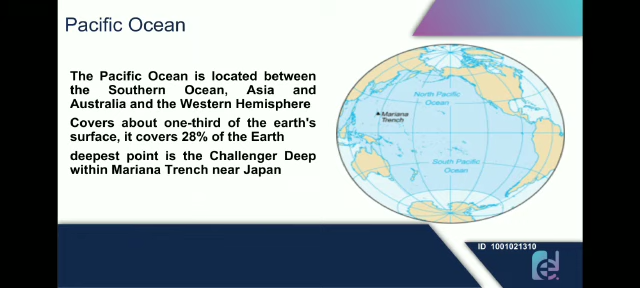 Pacific Ocean
The Pacific Ocean is located between
the Southern Ocean, Asia and
Australia and the Western Hemisphere
Covers about one-third of the earth's
surface, it covers 28% of the Earth
deepest point is the Challenger Deep
within Mariana Trench near Japan
North Pacific
Ocean
Mariana
Trench
South Pacific
Ocean
ID 1001021310